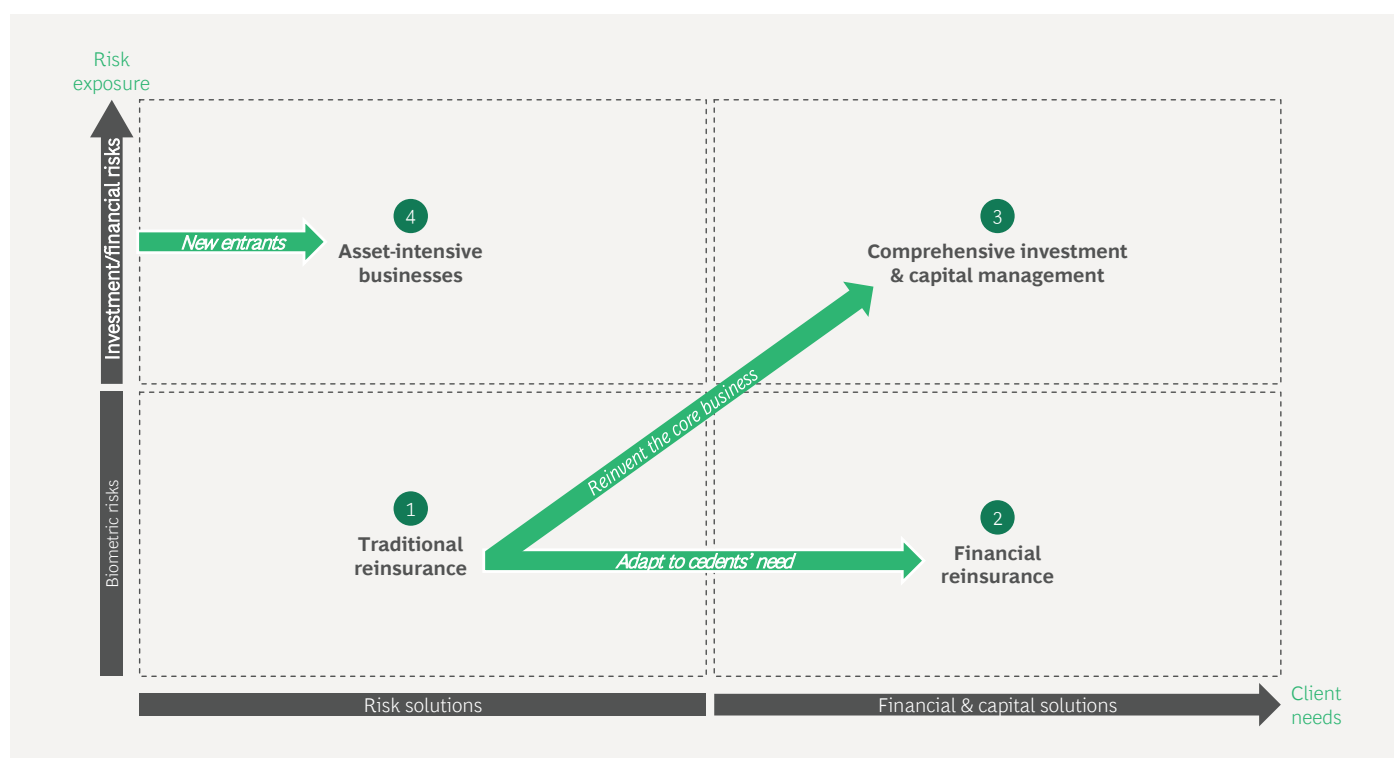 Risk
exposure
Investment/financial risks
Biometric risks
New entrants
4
Asset-intensive
businesses
3
Comprehensive investment
& capital management
Reinvent the core business
1
Traditional
reinsurance
Adapt to cedents’ need
2
Financial
reinsurance
Risk solutions
Financial & capital solutions
Client
needs